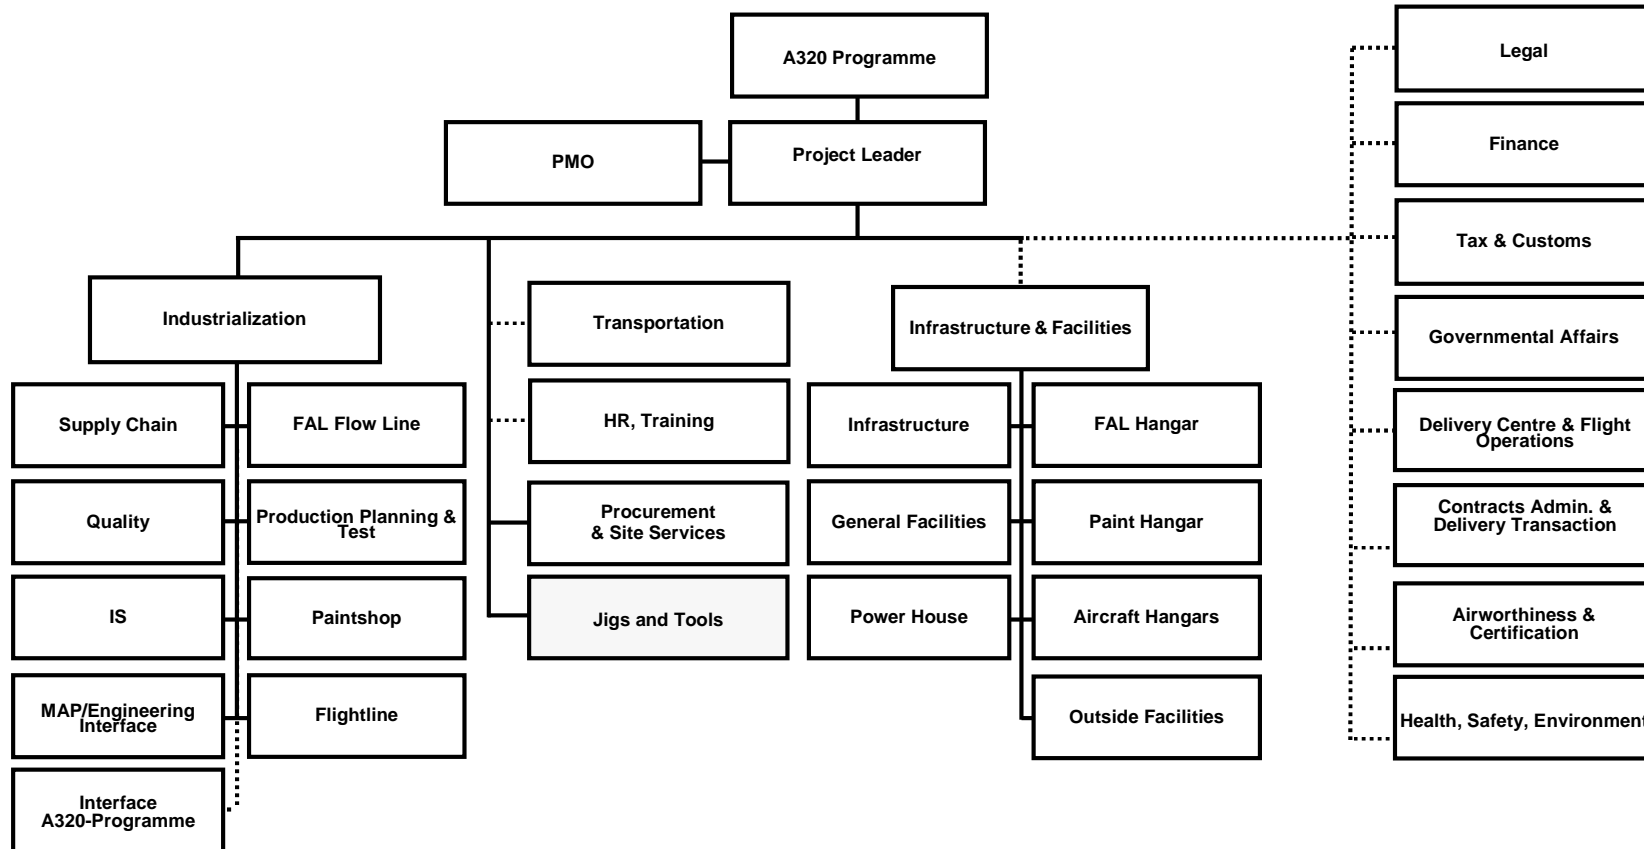 A320 Programme
PMO
Project Leader
Industrialization
Supply Chain
FAL Flow Line
Quality
Production Planning &
Test
IS
Paintshop
MAP/Engineering
Interface
Flightline
Interface
A320-Programme
Transportation
HR, Training
Procurement
& Site Services
Jigs and Tools
Infrastructure & Facilities
Infrastructure
FAL Hangar
General Facilities
Paint Hangar
Power House
Aircraft Hangars
Outside Facilities
Legal
Finance
Tax & Customs
Governmental Affairs
Delivery Centre & Flight
Operations
Contracts Admin. &
Delivery Transaction
Airworthiness &
Certification
Health, Safety, Environment